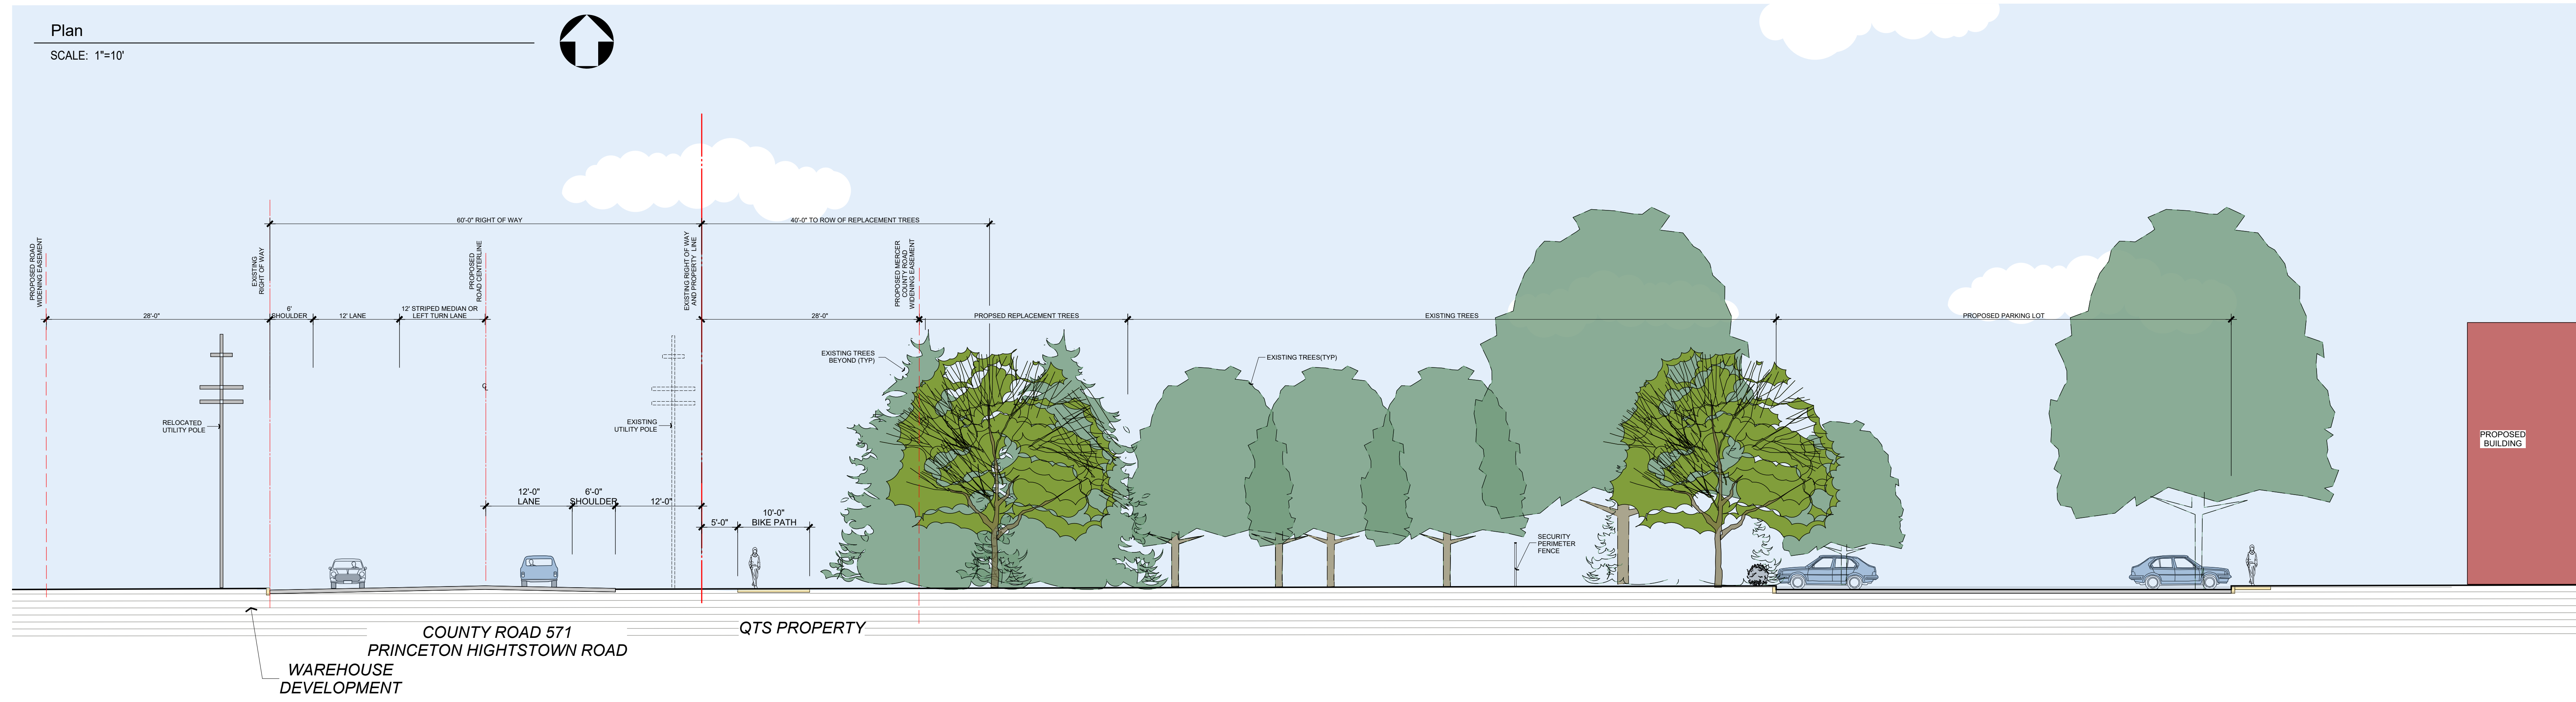 Plan
SCALE: 1"=10'
60'-0" RIGHT OF WAY
40'-0" TO ROW OF REPLACEMENT TREES
PROPOSED ROAD
WIDENING EASEMENT
EXISTING
RIGHT OF WAY
PROPOSED
ROAD CENTERLINE
EXISTING RIGHT OF WAY
AND PROPERTY LINE
PROPOSED MERCER
COUNTY ROAD
WIDENING EASEMENT
28'-0"
6'
SHOULDER
12' LANE
12' STRIPED MEDIAN OR
LEFT TURN LANE
28'-0"
PROPSED REPLACEMENT TREES
EXISTING TREES
PROPOSED PARKING LOT
EXISTING TREES
BEYOND (TYP)
EXISTING TREES(TYP)
RELOCATED
UTILITY POLE
EXISTING
UTILITY POLE
PROPOSED
BUILDING
12'-0"
LANE
6'-0"
SHOULDER
12'-0"
5'-0"
10'-0"
BIKE PATH
SECURITY
PERIMETER
FENCE
COUNTY ROAD 571
PRINCETON HIGHTSTOWN ROAD
QTS PROPERTY
WAREHOUSE
DEVELOPMENT